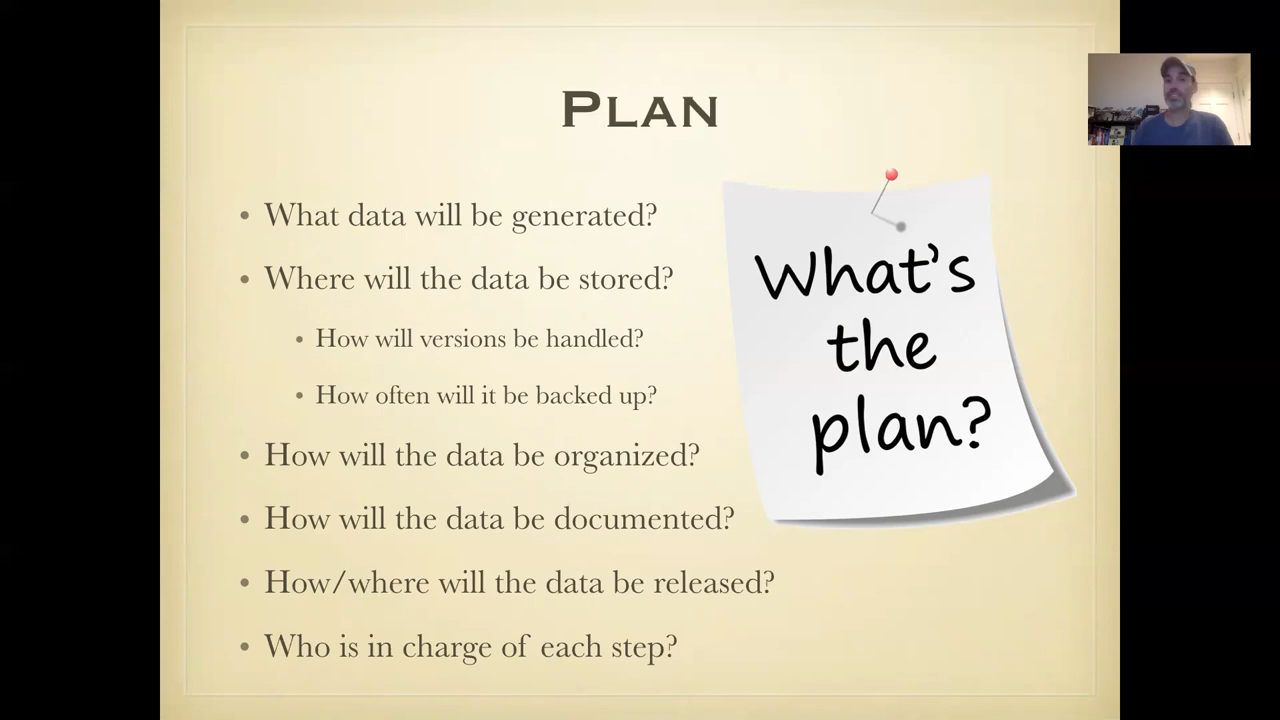 Plan
• What data will be generated?
• Where will the data be stored?
• How will versions be handled?
• How often will it be backed up?
• How will the data be organized?
• How will the data be documented?
• How/where will the data be released?
• Who is in charge of each step?
What's
the
plan?